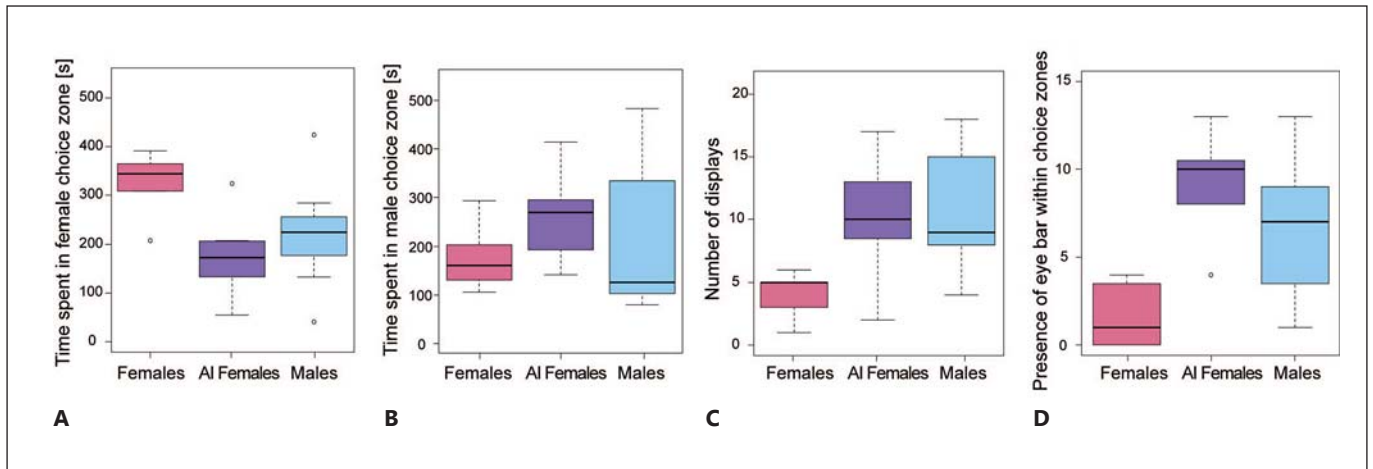 Time spent in female choice zone [s]
500
400
300
200
100
0
Females AI Females Males
A
Time spent in male choice zone [s]
500
400
300
200
100
0
Females AI Females Males
B
Number of displays
20
15
10
5
0
Females AI Females Males
C
Presence of eye bar within choice zones
15
10
5
0
Females AI Females Males
D